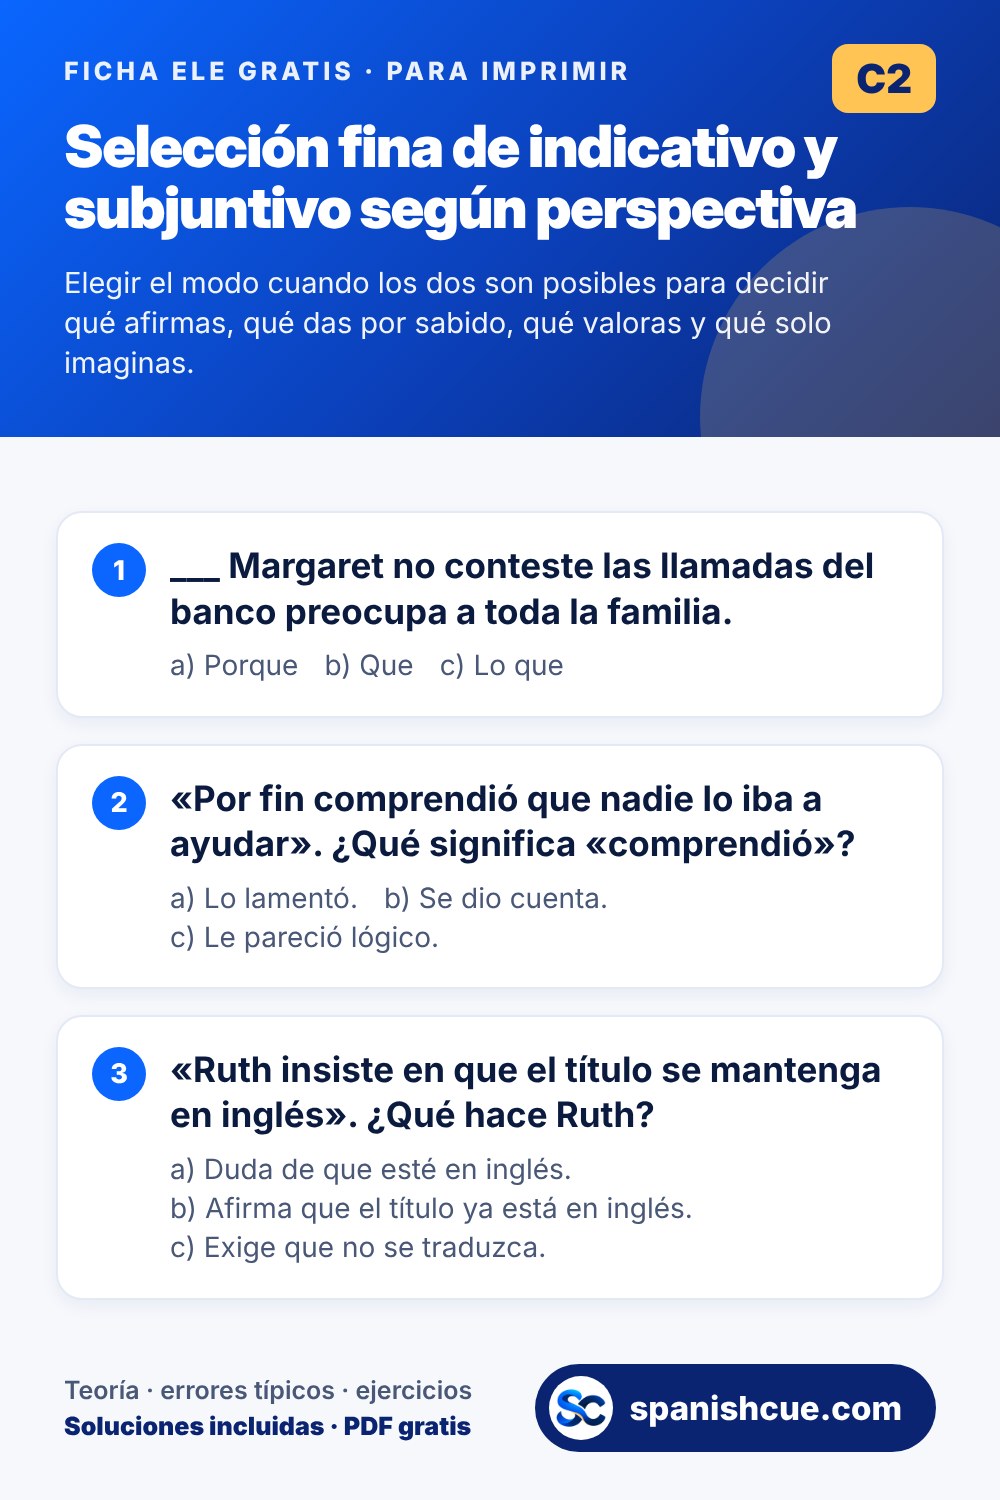 FICHA ELE GRATIS · PARA IMPRIMIR
C2
Selección fina de indicativo y
subjuntivo según perspectiva
Elegir el modo cuando los dos son posibles para decidir
qué afirmas, qué das por sabido, qué valoras y qué solo
imaginas.
1
___ Margaret no conteste las llamadas del
banco preocupa a toda la familia.
a) Porque b) Que c) Lo que
2
«Por fin comprendió que nadie lo iba a
ayudar». ¿Qué significa «comprendió»?
a) Lo lamentó. b) Se dio cuenta.
c) Le pareció lógico.
3
«Ruth insiste en que el título se mantenga
en inglés». ¿Qué hace Ruth?
a) Duda de que esté en inglés.
b) Afirma que el título ya está en inglés.
c) Exige que no se traduzca.
Teoría · errores típicos · ejercicios
Soluciones incluidas · PDF gratis
SC spanishcue.com